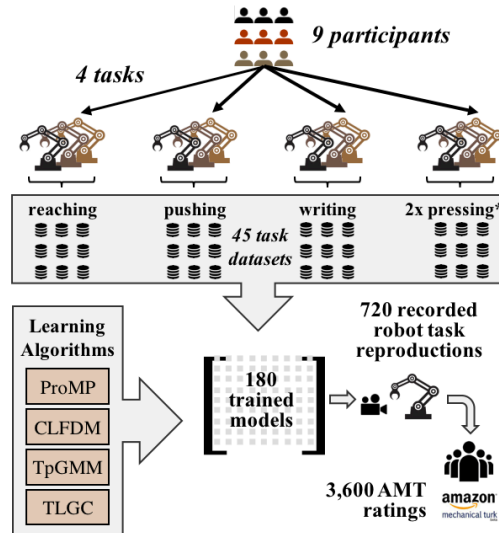 9 participants
4 tasks
reaching
pushing
writing
2x pressing*
45 task
datasets
Learning
Algorithms
ProMP
CLFDM
TpGMM
TLGC
180
trained
models
720 recorded
robot task
reproductions
3,600 AMT
ratings
amazon
mechanical turk